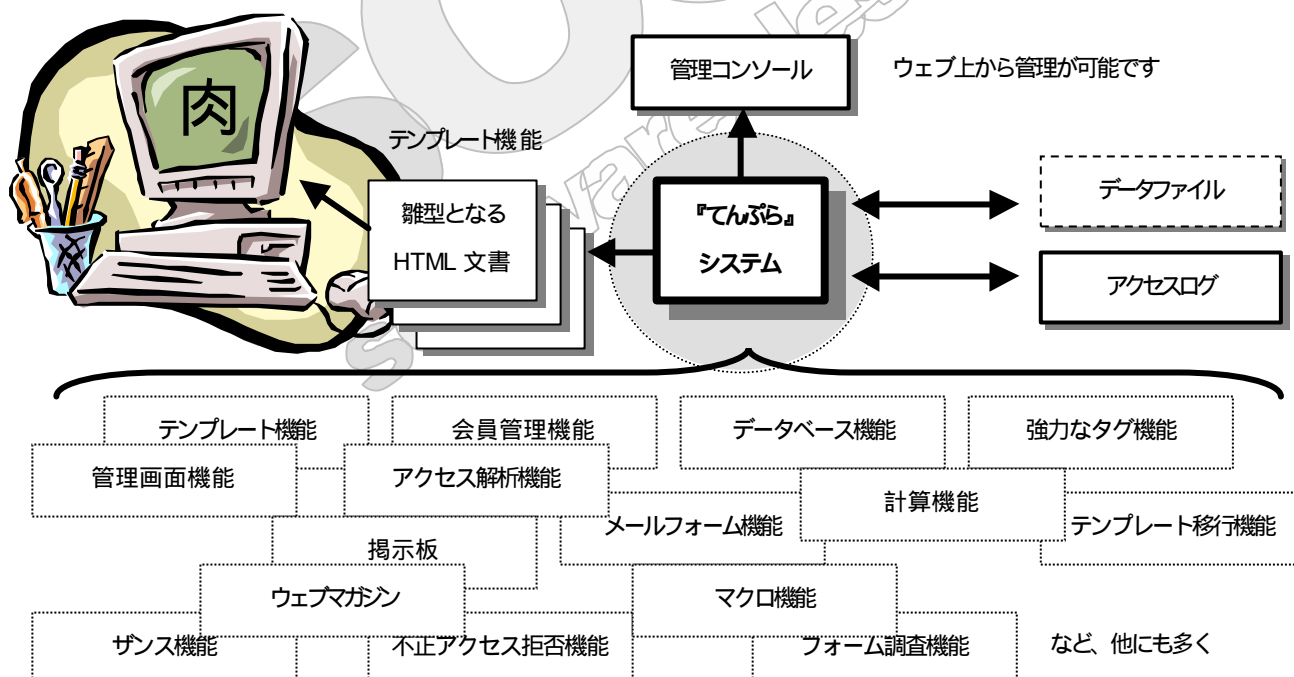 肉
管理コンソール
ウェブ上から管理が可能です
テンプレート機能
雛型となる
HTML 文書
『てんぷら』
システム
データファイル
アクセスログ
テンプレート機能
会員管理機能
データベース機能
強力なタグ機能
管理画面機能
アクセス解析機能
計算機能
メールフォーム機能
テンプレート移行機能
掲示板
ウェブマガジン
マクロ機能
ザンス機能
不正アクセス拒否機能
フォーム調査機能
など、他にも多く